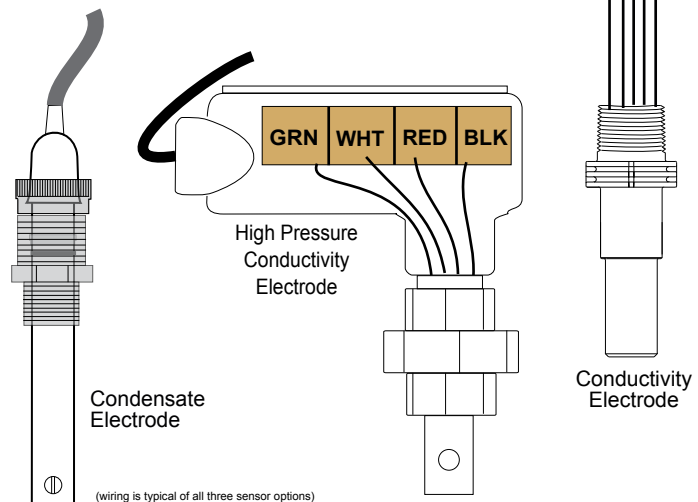 GRN WHT RED BLK
High Pressure
Conductivity
Electrode
Condensate
Electrode
Conductivity
Electrode
(wiring is typical of all three sensor options)